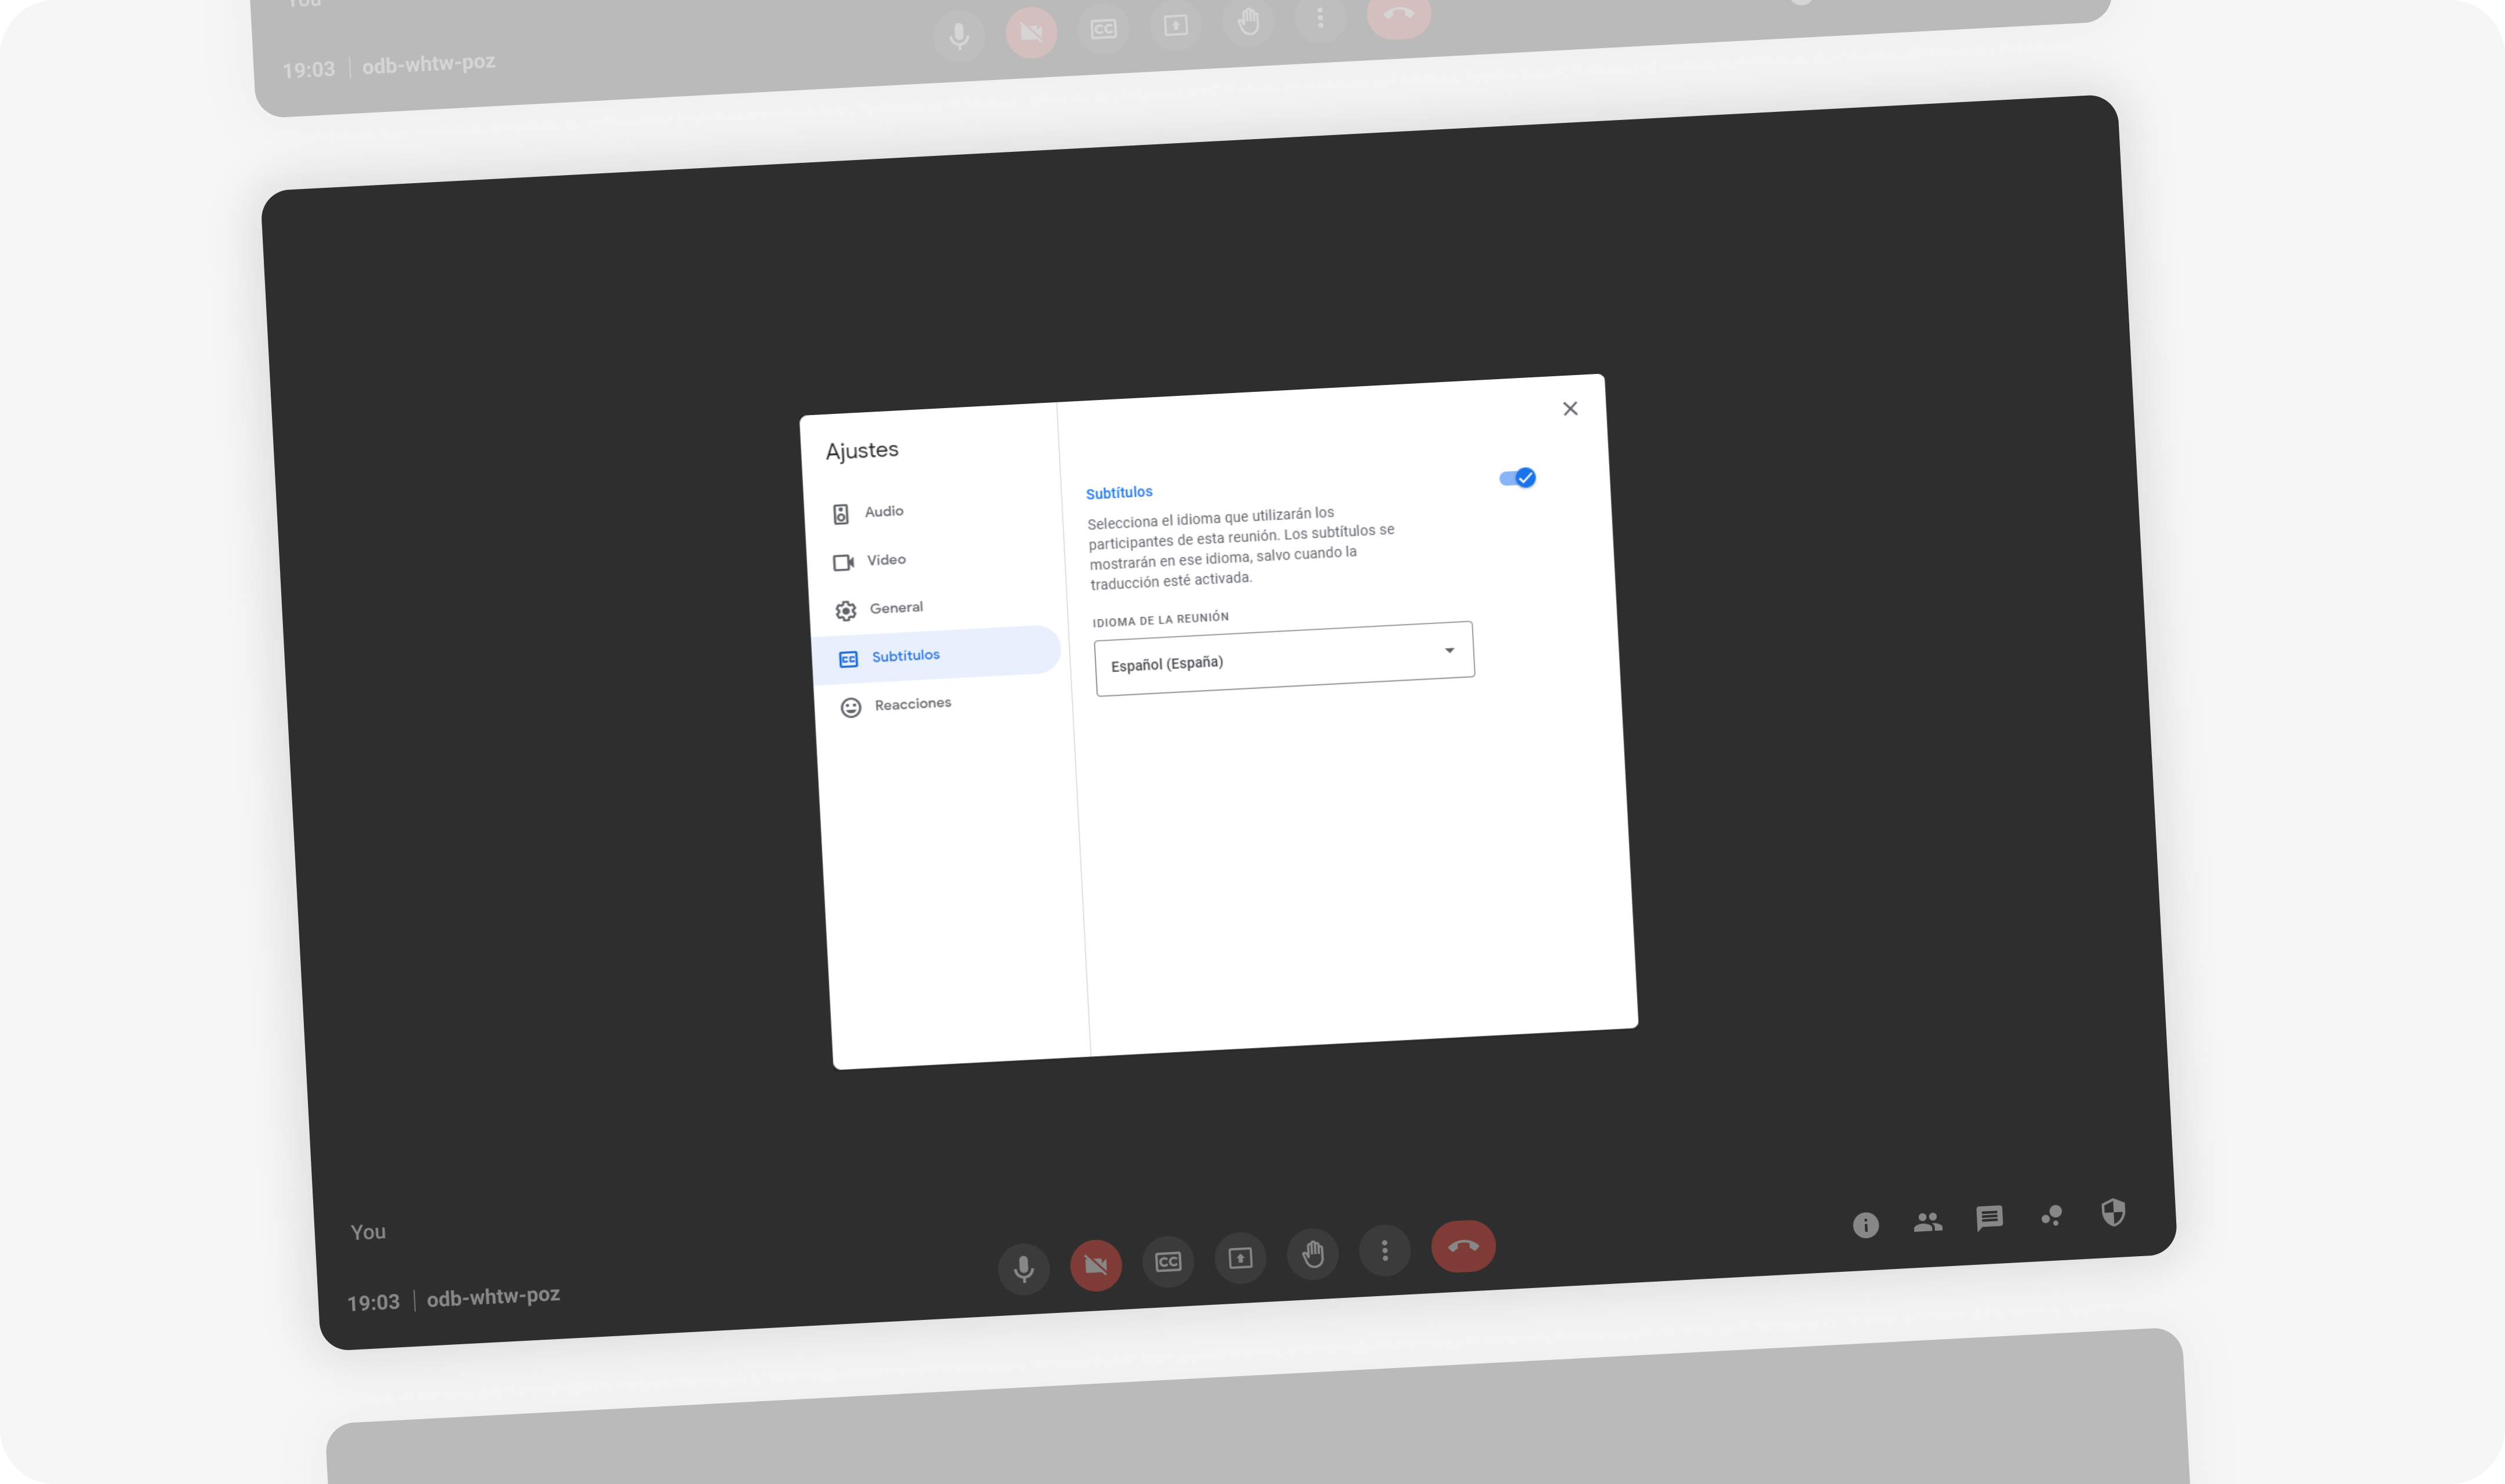 You
19:03 | odb-whtw-poz
Ajustes
Audio
Vídeo
General
Subtítulos
Reacciones
Subtítulos
Selecciona el idioma que utilizarán los
participantes de esta reunión. Los subtítulos se
mostrarán en ese idioma, salvo cuando la
traducción esté activada.
IDIOMA DE LA REUNIÓN
Español (España)
You
19:03 | odb-whtw-poz